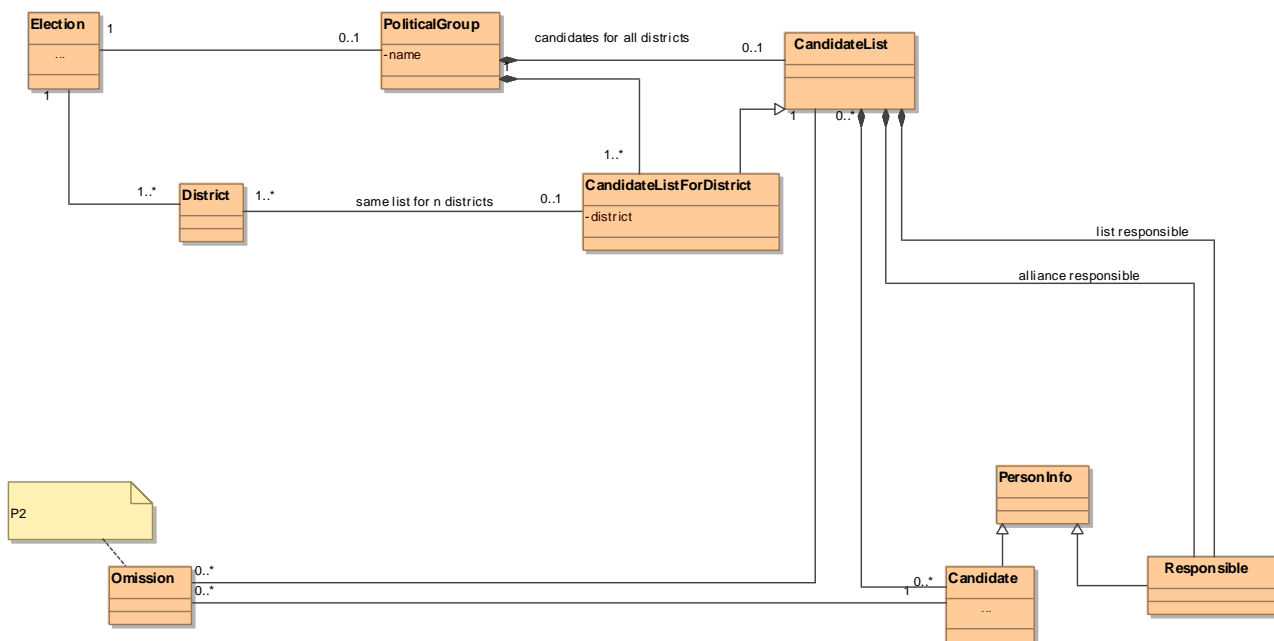 Election
...
1
0..1
PoliticalGroup
-name
candidates for all districts
1
0..1
CandidateList
1
0..*
1
1..*
CandidateListForDistrict
-district
1..*
District
1..*
same list for n districts
0..1
list responsible
alliance responsible
PersonInfo
P2
Omission
0..*
0..*
0..*
1
Candidate
...
Responsible